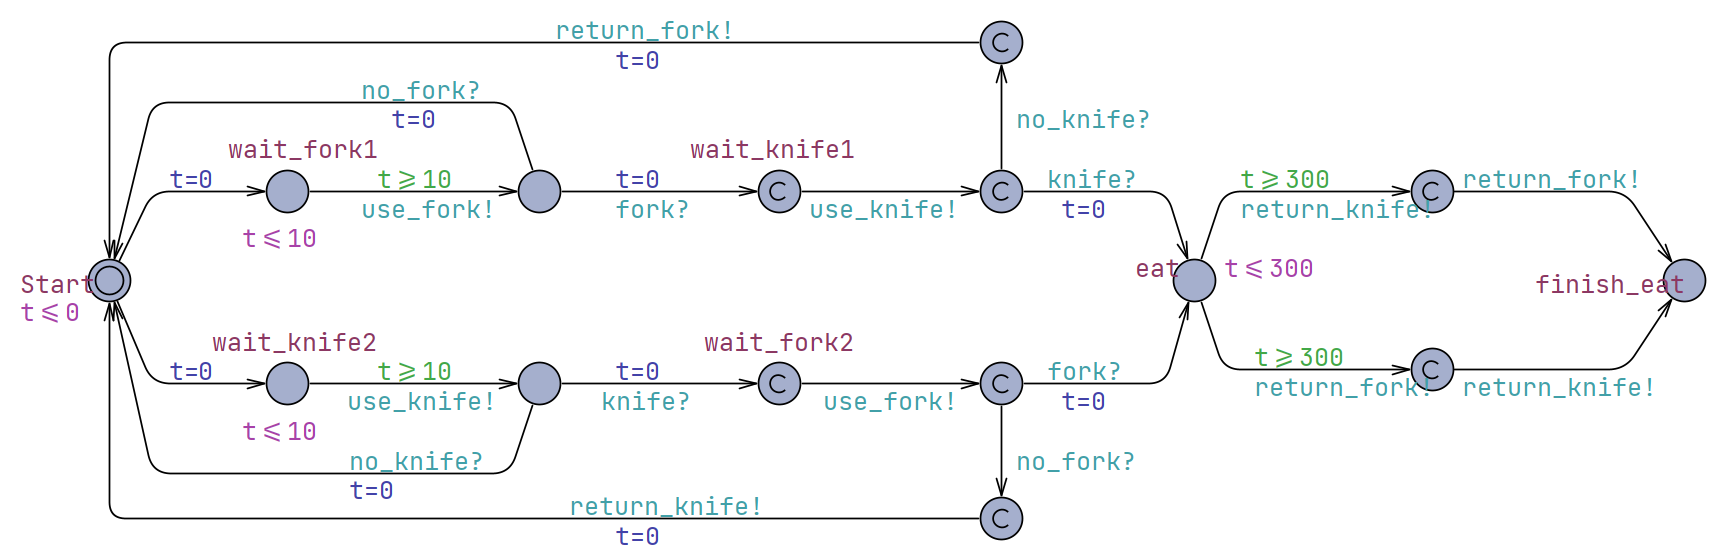 return_fork!
t=0
no_fork?
t=0
no_knife?
wait_fork1
wait_knife1
t=0
t≥10
t=0
knife?
t≥300
return_fork!
use_fork!
fork?
use_knife!
t=0
return_knife!
t≤10
Start
eat
t≤300
finish_eat
t≤0
wait_knife2
wait_fork2
t=0
t≥10
t=0
fork?
t≥300
use_knife!
knife?
use_fork!
t=0
return_fork!
return_knife!
t≤10
no_knife?
no_fork?
t=0
return_knife!
t=0
C
C
C
C
C
C
C
C